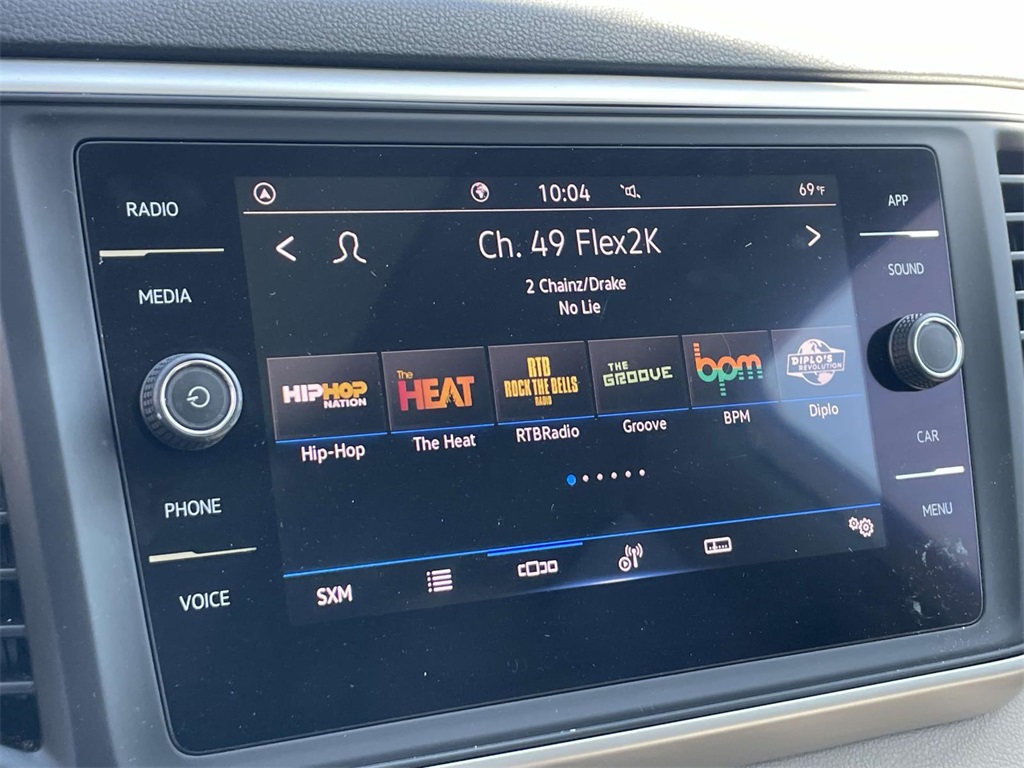 RADIO
MEDIA
PHONE
VOICE
10:04
69 °F
Ch. 49 Flex2K
2 Chainz/Drake
No Lie
HIPHOP
NATION
The
HEAT
RTB
ROCK THE BELLS
RADIO
THE
GROOVE
bpm
DIPLO'S
REVOLUTION
Hip-Hop
The Heat
RTBRadio
Groove
BPM
Diplo
SXM
APP
SOUND
CAR
MENU